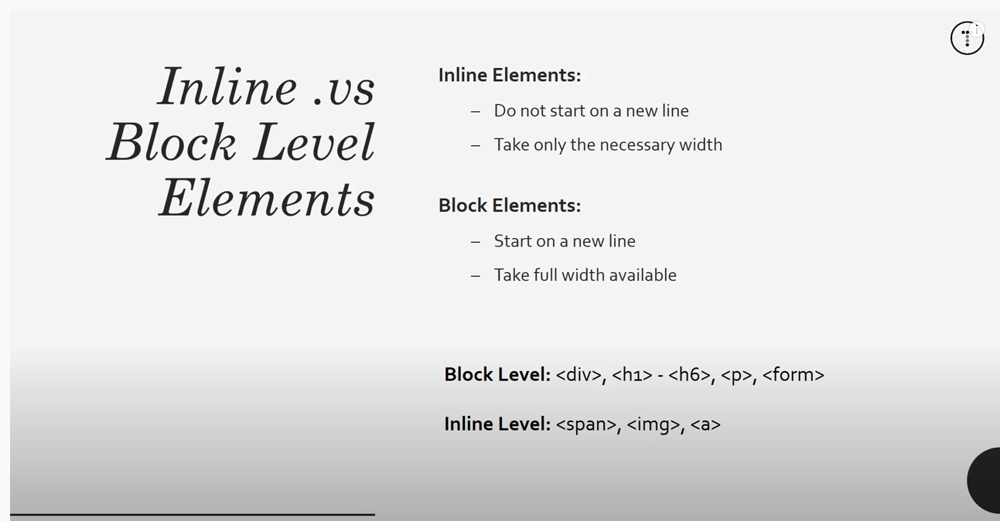 Inline .vs
Block Level
Elements
Inline Elements:
– Do not start on a new line
– Take only the necessary width
Block Elements:
– Start on a new line
– Take full width available
Block Level: <div>, <h1> - <h6>, <p>, <form>
Inline Level: <span>, <img>, <a>